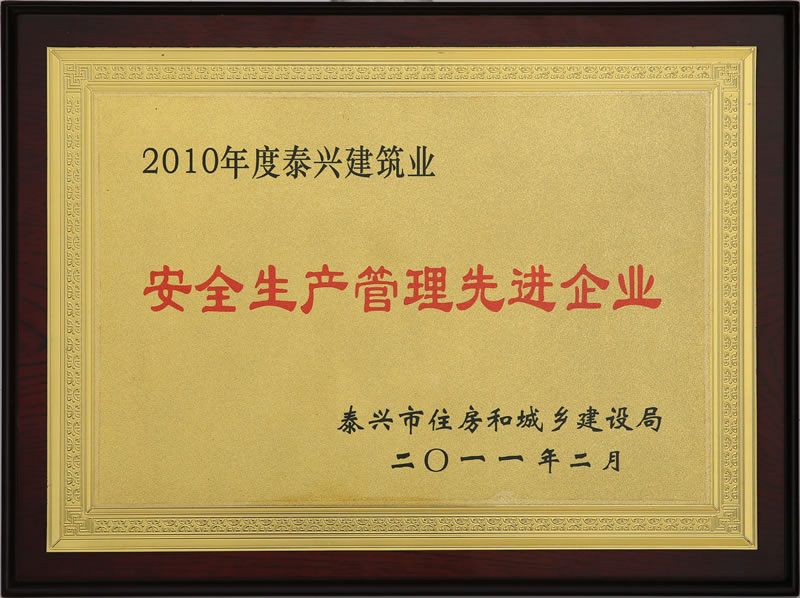 2010年度泰兴建筑业
安全生产管理先进企业
泰兴市住房和城乡建设局
二〇一一年二月